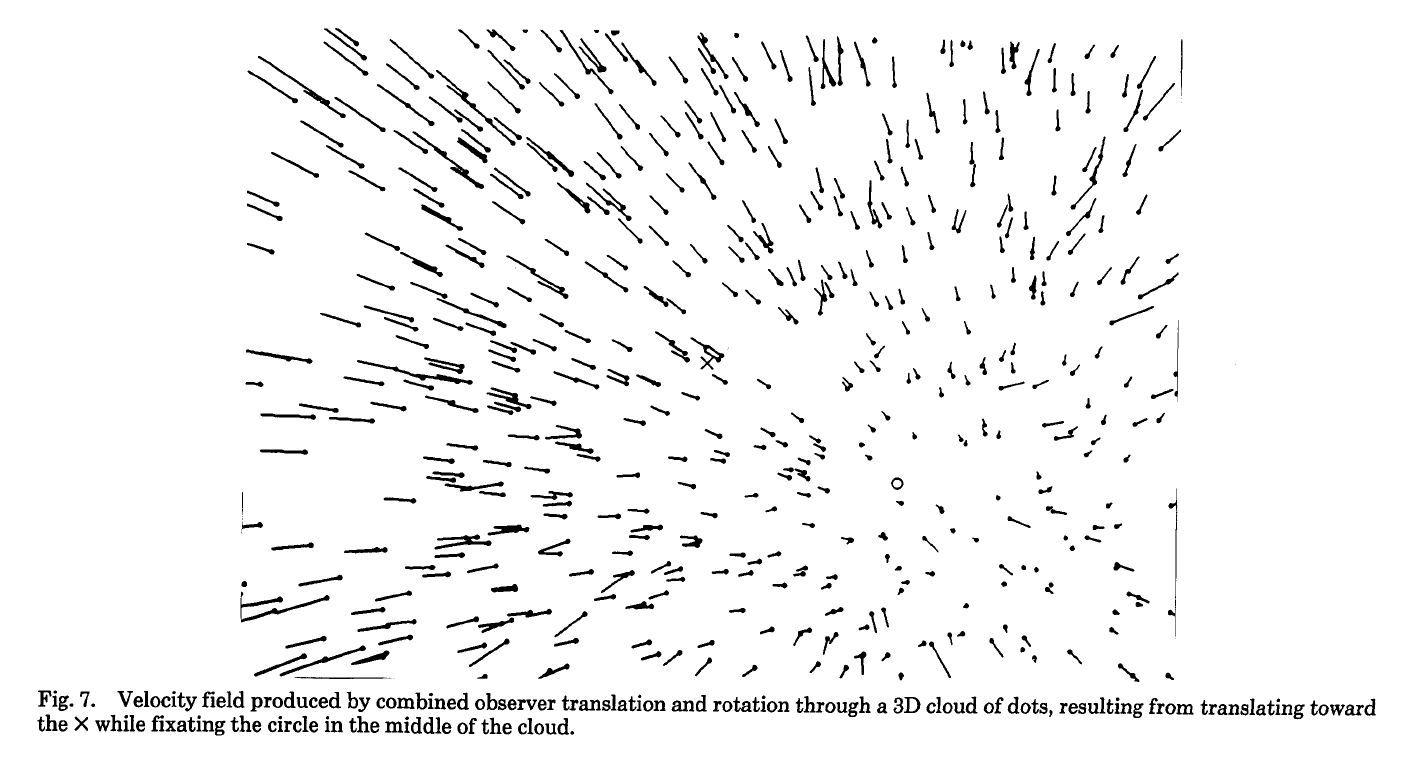 Fig. 7. Velocity field produced by combined observer translation and rotation through a 3D cloud of dots, resulting from translating toward
the × while fixating the circle in the middle of the cloud.